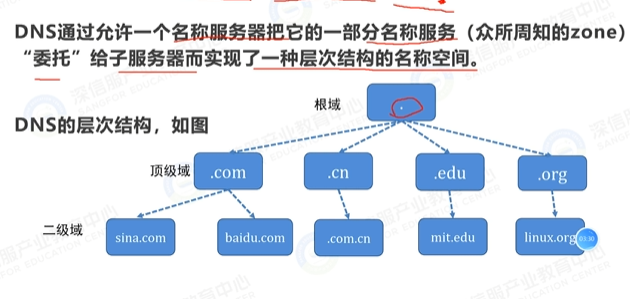 DNS通过允许一个名称服务器把它的一部分名称服务（众所周知的zone）
“委托”给子服务器而实现了一种层次结构的名称空间。
根域
.
DNS的层次结构，如图
顶级域
.com
.cn
.edu
.org
二级域
sina.com
baidu.com
.com.cn
mit.edu
linux.org
03:30